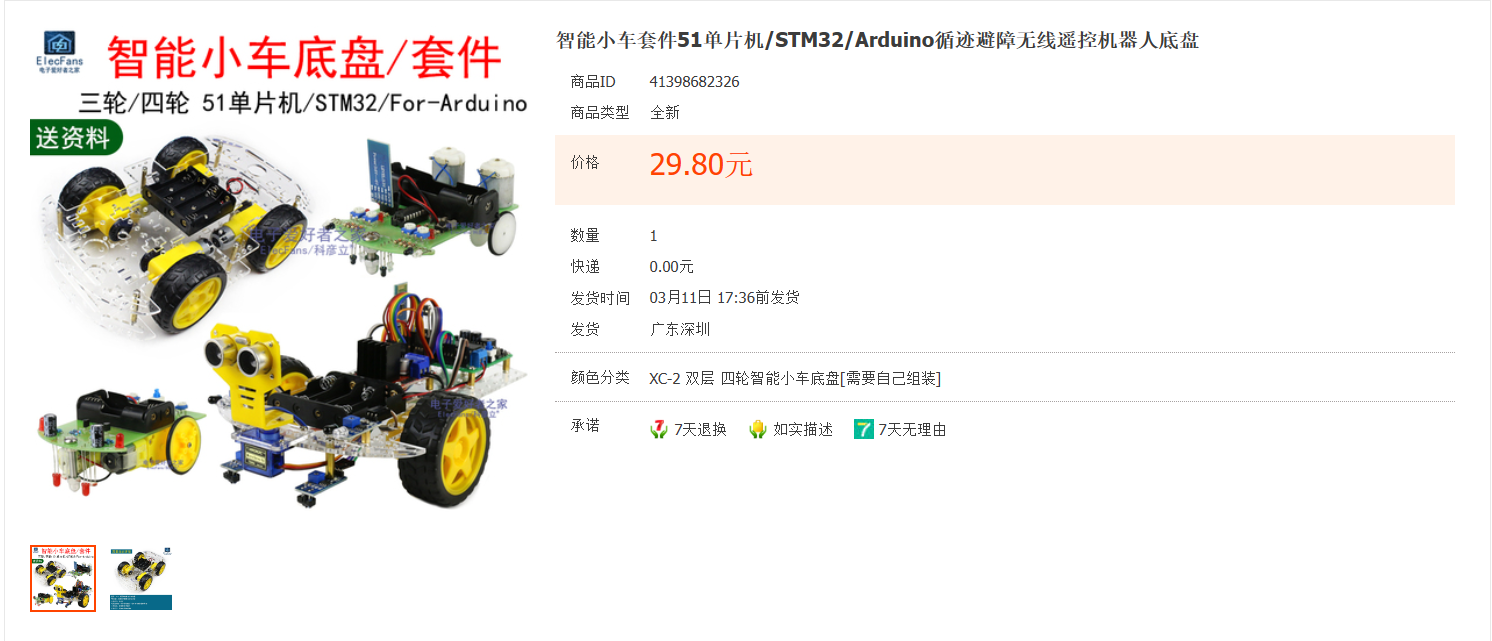 ElecFans
电子爱好者之家
智能小车底盘/套件
三轮/四轮 51单片机/STM32/For-Arduino
送资料
电子爱好者之家
ElecFans/科彦立
电子爱好者之家
智能小车套件51单片机/STM32/Arduino循迹避障无线遥控机器人底盘
商品ID 41398682326
商品类型 全新
价格 29.80元
数量 1
快递 0.00元
发货时间 03月11日 17:36前发货
发货 广东深圳
颜色分类 XC-2 双层 四轮智能小车底盘[需要自己组装]
承诺 7天退换 如实描述 7天无理由